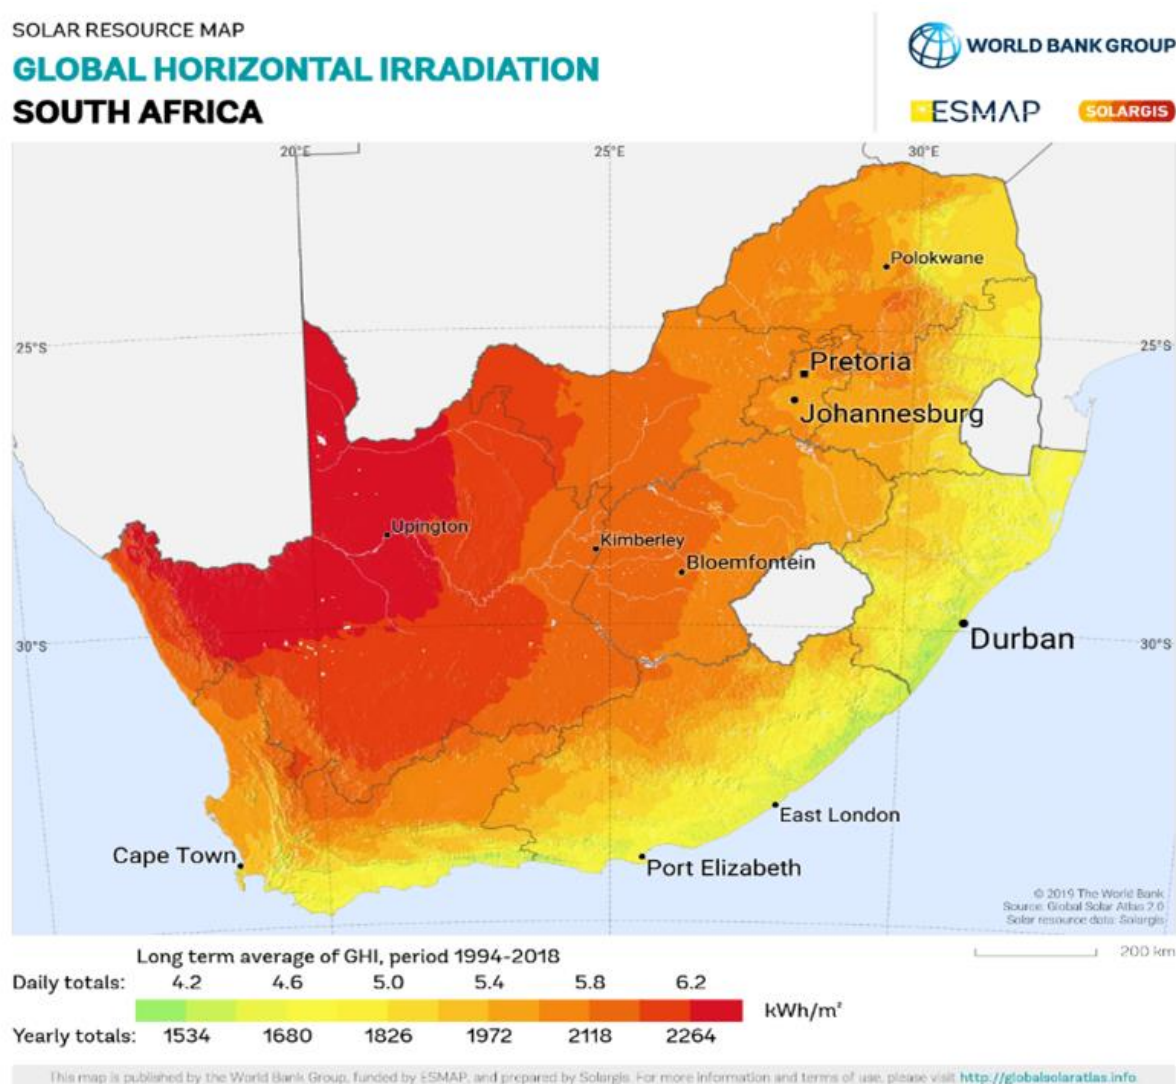 SOLAR RESOURCE MAP
GLOBAL HORIZONTAL IRRADIATION
SOUTH AFRICA
WORLD BANK GROUP
ESMAP
SOLARGIS
20°E
25°E
30°E
Polokwane
25°S
25°S
Pretoria
Johannesburg
Upington
Kimberley
Bloemfontein
Durban
30°S
30°S
East London
Cape Town
Port Elizabeth
© 2019 The World Bank
Source: Global Solar Atlas 2.0
Solar resource data: Solargis
200 km
Long term average of GHI, period 1994-2018
Daily totals: 4.2 4.6 5.0 5.4 5.8 6.2
kWh/m²
Yearly totals: 1534 1680 1826 1972 2118 2264
This map is published by the World Bank Group, funded by ESMAP, and prepared by Solargis. For more information and terms of use, please visit http://globalsolaratlas.info